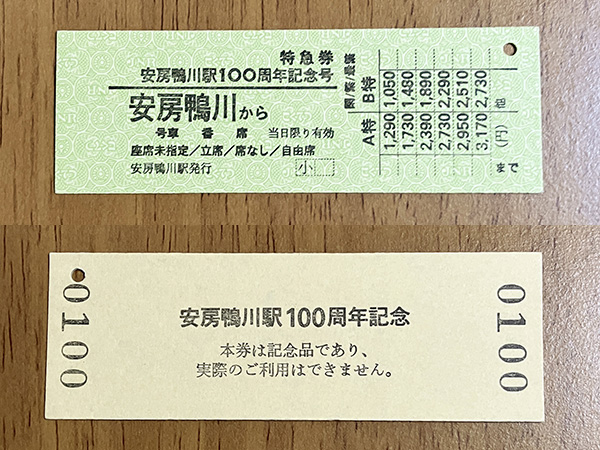 特急券
安房鴨川駅100周年記念号
安房鴨川から
号車 番 席 当日限り有効
座席未指定/立席/席なし/自由席
安房鴨川駅発行 小
閑/繁/最繁
A特 B特
1,290 1,050
1,730 1,480
2,390 1,890
2,730 2,290
2,950 2,510
3,170 2,730
まで (円) 他
0100
安房鴨川駅100周年記念
本券は記念品であり、
実際のご利用はできません。
0100